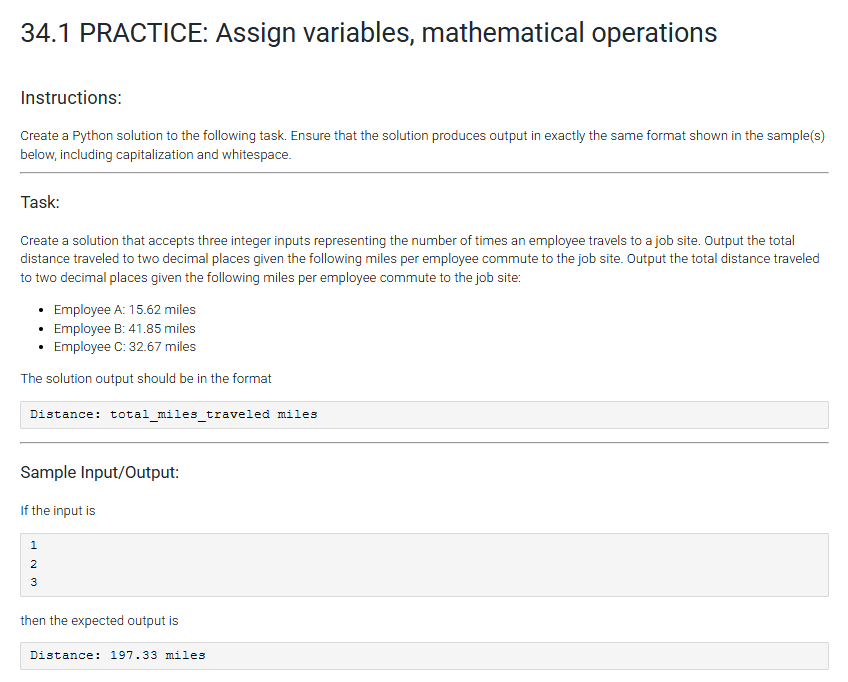 34.1 PRACTICE: Assign variables, mathematical operations
Instructions:
Create a Python solution to the following task. Ensure that the solution produces output in exactly the same format shown in the sample(s)
below, including capitalization and whitespace.
Task:
Create a solution that accepts three integer inputs representing the number of times an employee travels to a job site. Output the total
distance traveled to two decimal places given the following miles per employee commute to the job site. Output the total distance traveled
to two decimal places given the following miles per employee commute to the job site:
• Employee A: 15.62 miles
• Employee B: 41.85 miles
• Employee C: 32.67 miles
The solution output should be in the format
Distance: total_miles_traveled miles
Sample Input/Output:
If the input is
1
2
3
then the expected output is
Distance: 197.33 miles